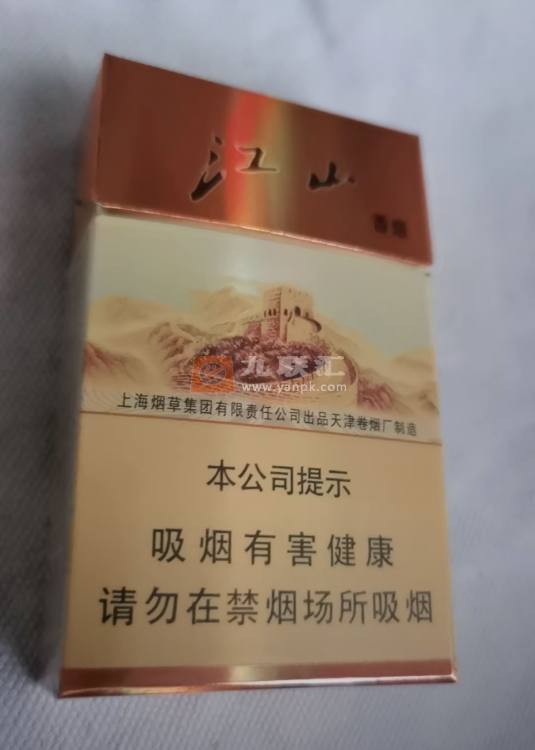 江山
香烟
九联汇
www.yanpk.com
上海烟草集团有限责任公司出品天津卷烟厂制造
本公司提示
吸烟有害健康
请勿在禁烟场所吸烟